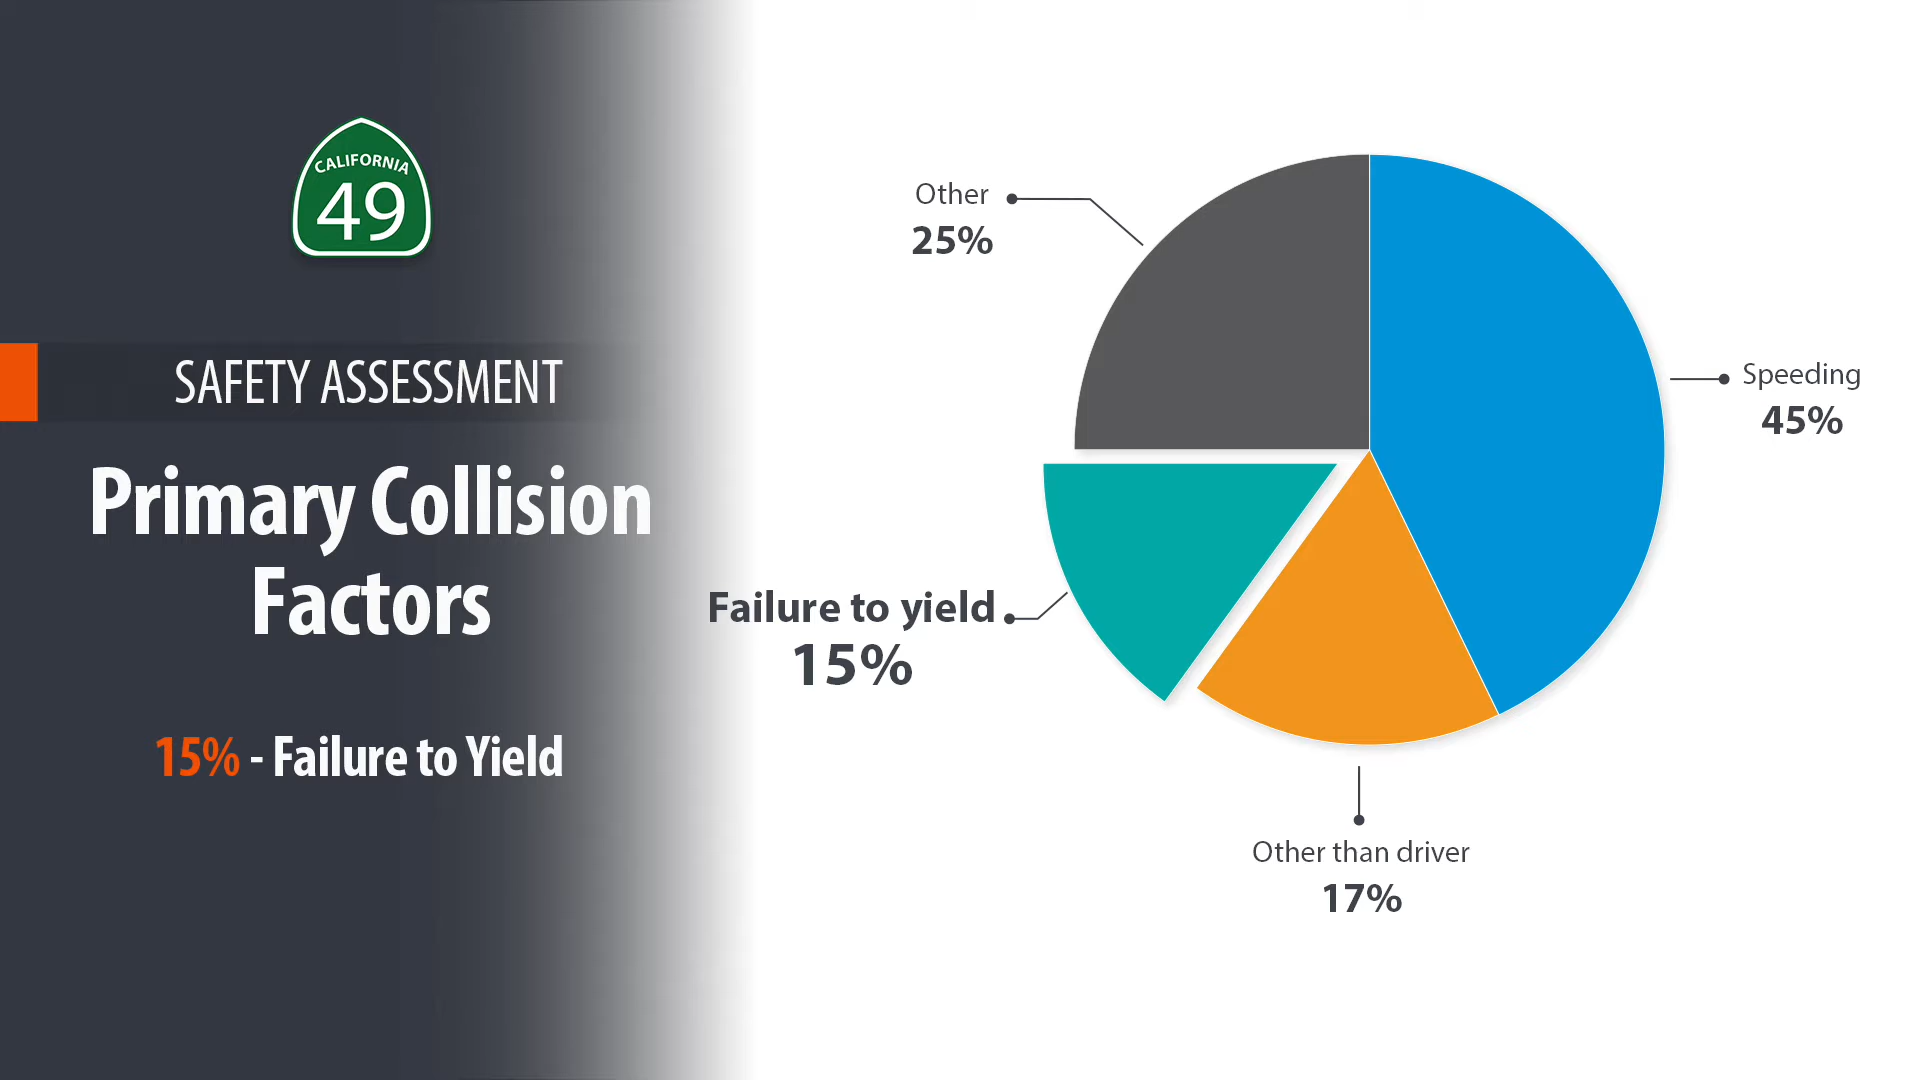 CALIFORNIA
49
SAFETY ASSESSMENT
Primary Collision
Factors
15% - Failure to Yield
Other
25%
Speeding
45%
Failure to yield
15%
Other than driver
17%